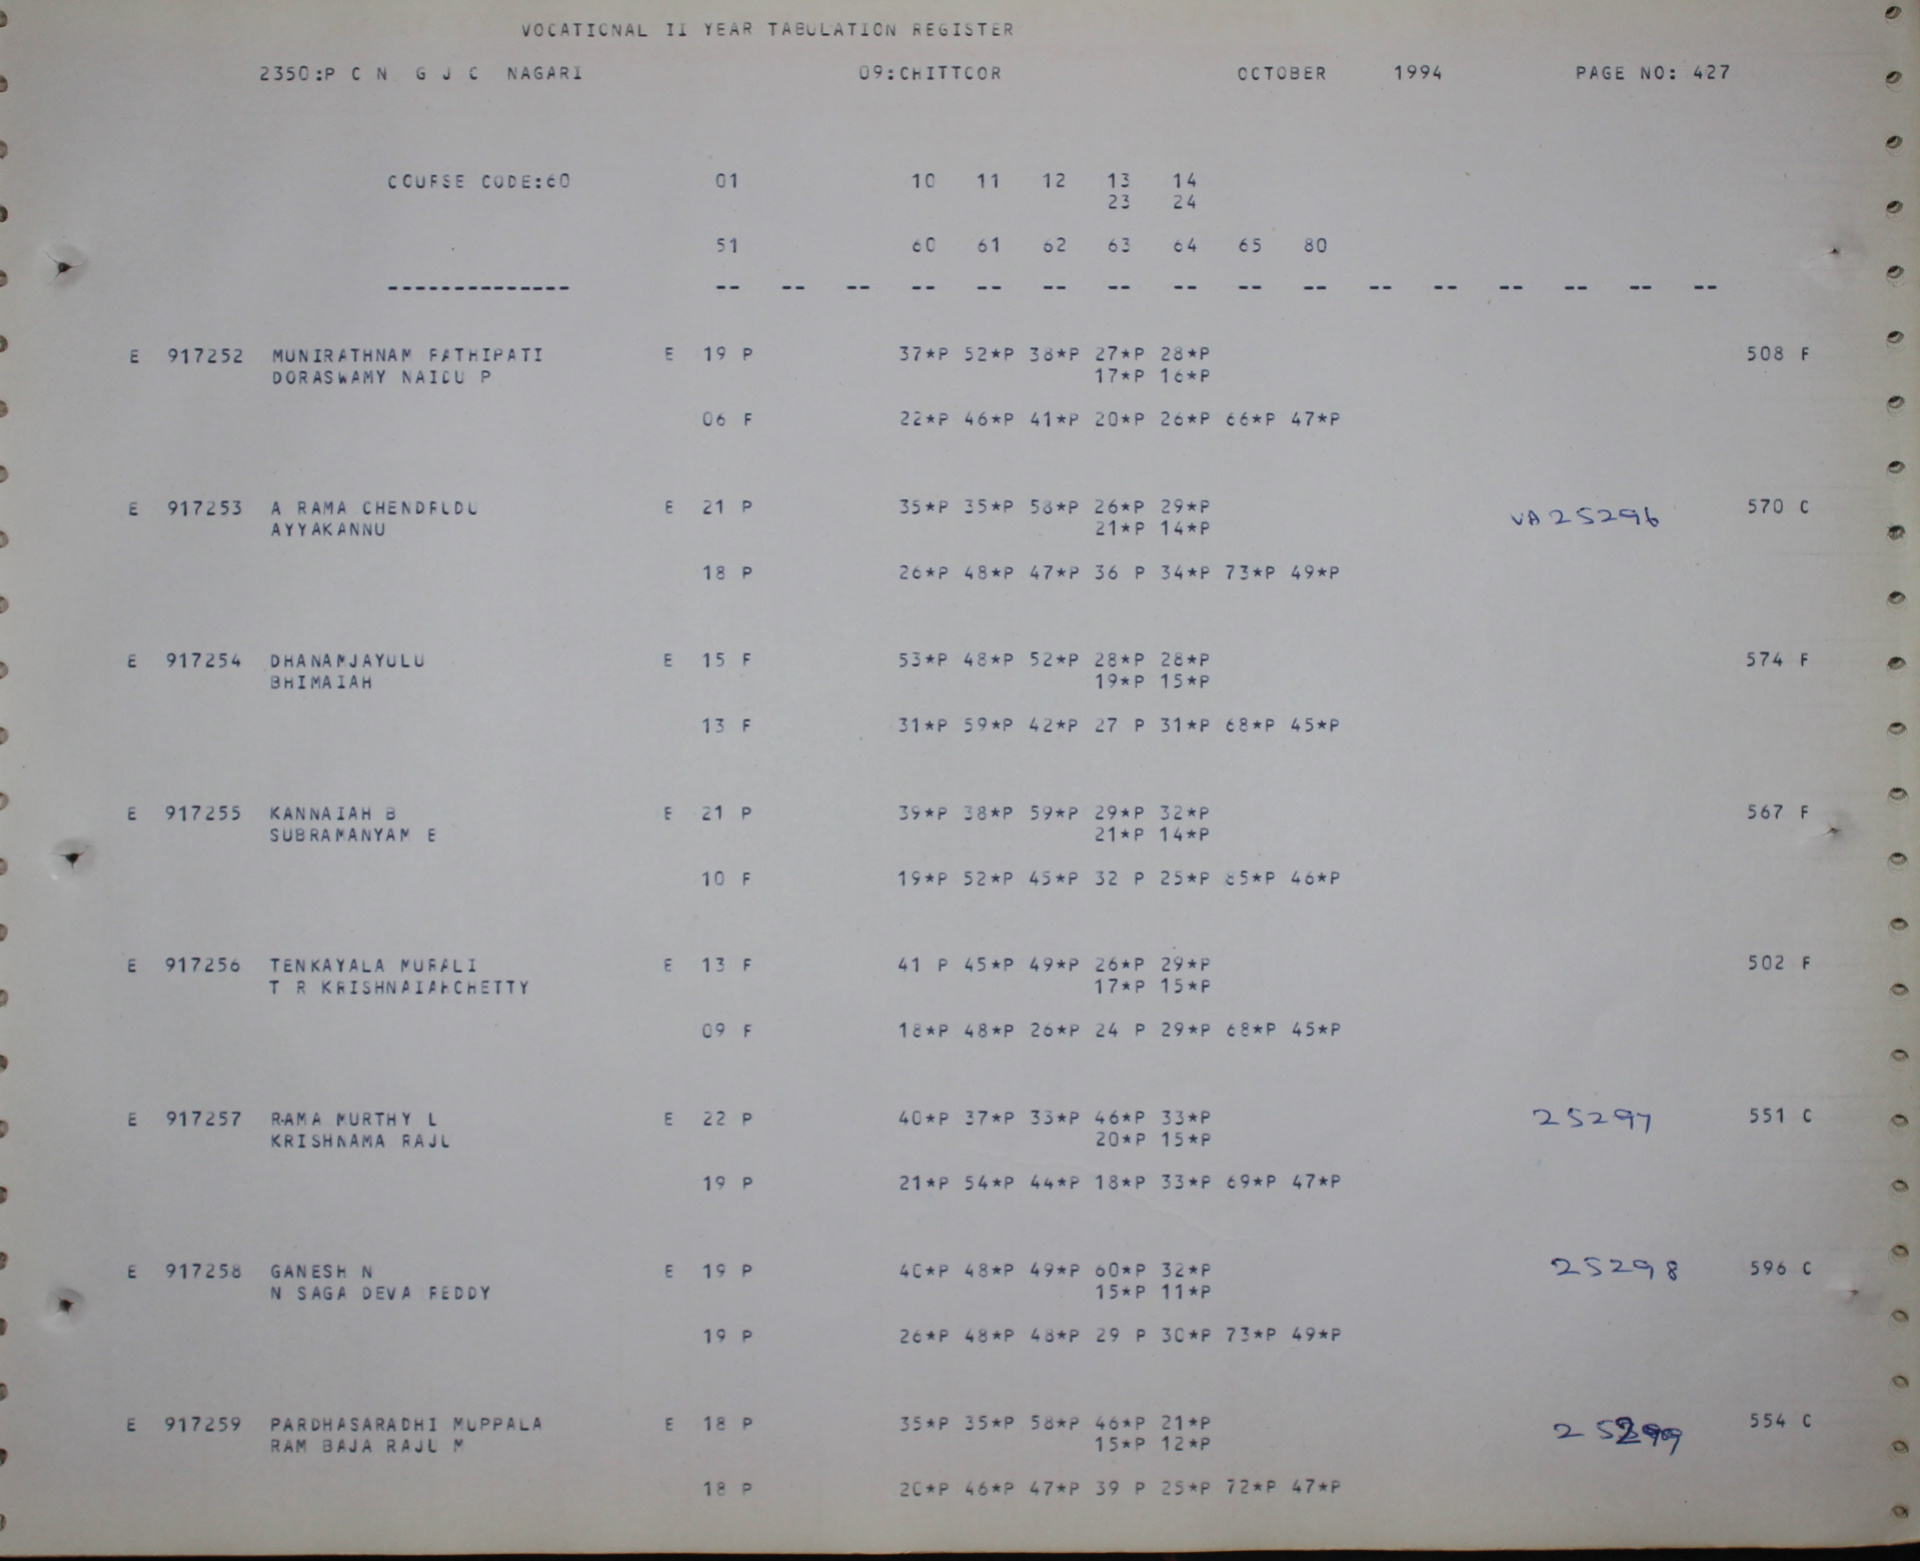 VOCATIONAL II YEAR TABULATION REGISTER
2350:P C N G J C NAGARI 09:CHITTOOR OCTOBER 1994 PAGE NO: 427
COURSE CODE:60 01 10 11 12 13 14
23 24
51 60 61 62 63 64 65 80
-------------- -- -- -- -- -- -- -- -- -- -- -- -- -- -- -- --
E 917252 MUNIRATHNAM PATHIPATI E 19 P 37*P 52*P 38*P 27*P 28*P 508 F
DORASWAMY NAIDU P 17*P 16*P
06 F 22*P 46*P 41*P 20*P 26*P 66*P 47*P
E 917253 A RAMA CHENDRUDU E 21 P 35*P 35*P 58*P 26*P 29*P VA 25296 570 C
AYYAKANNU 21*P 14*P
18 P 26*P 48*P 47*P 36 P 34*P 73*P 49*P
E 917254 DHANAMJAYULU E 15 F 53*P 48*P 52*P 28*P 28*P 574 F
BHIMAIAH 19*P 15*P
13 F 31*P 59*P 42*P 27 P 31*P 68*P 45*P
E 917255 KANNAIAH B E 21 P 39*P 38*P 59*P 29*P 32*P 567 F
SUBRAMANYAM E 21*P 14*P
10 F 19*P 52*P 45*P 32 P 25*P 85*P 46*P
E 917256 TENKAYALA MURALI E 13 F 41 P 45*P 49*P 26*P 29*P 502 F
T R KRISHNAIAHCHETTY 17*P 15*P
09 F 18*P 48*P 26*P 24 P 29*P 68*P 45*P
E 917257 RAMA MURTHY L E 22 P 40*P 37*P 33*P 46*P 33*P 25297 551 C
KRISHNAMA RAJU 20*P 15*P
19 P 21*P 54*P 44*P 18*P 33*P 69*P 47*P
E 917258 GANESH N E 19 P 40*P 48*P 49*P 60*P 32*P 25298 596 C
N SAGA DEVA REDDY 15*P 11*P
19 P 26*P 48*P 48*P 29 P 30*P 73*P 49*P
E 917259 PARDHASARADHI MUPPALA E 18 P 35*P 35*P 58*P 46*P 21*P 25299 554 C
RAM BAJA RAJU M 15*P 12*P
18 P 20*P 46*P 47*P 39 P 25*P 72*P 47*P